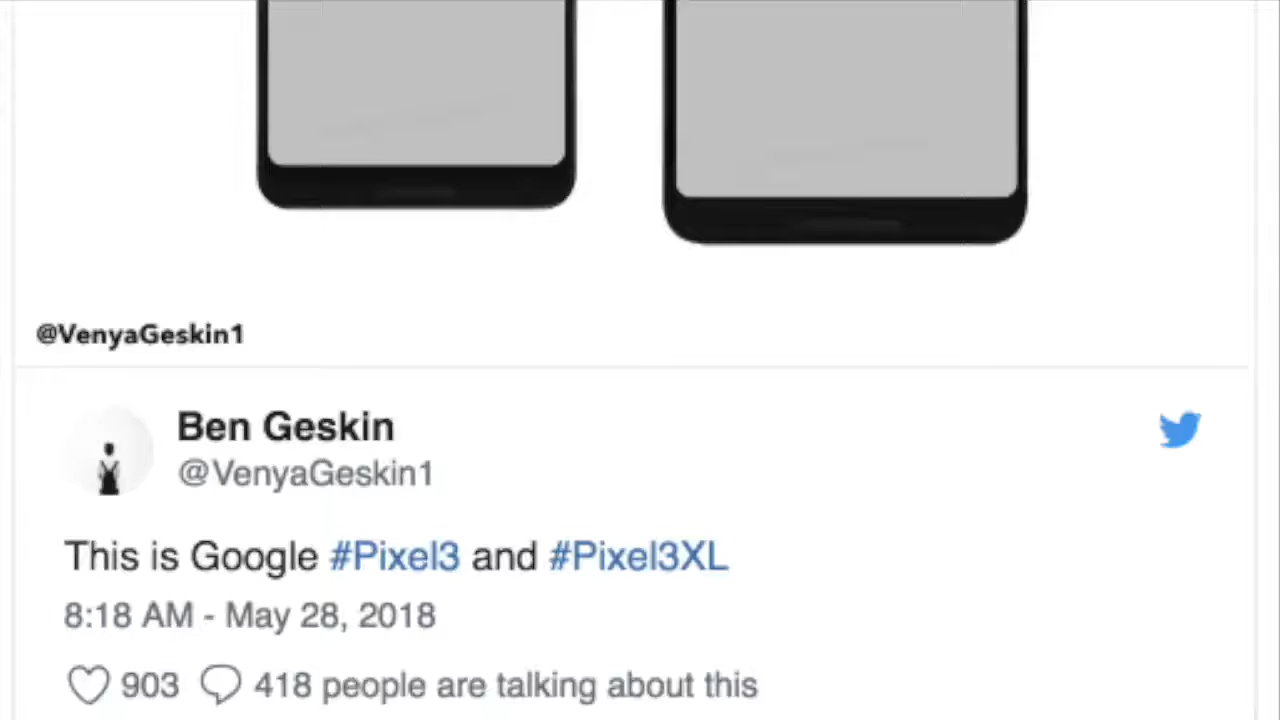 @VenyaGeskin1
Ben Geskin
@VenyaGeskin1
This is Google #Pixel3 and #Pixel3XL
8:18 AM - May 28, 2018
903 418 people are talking about this